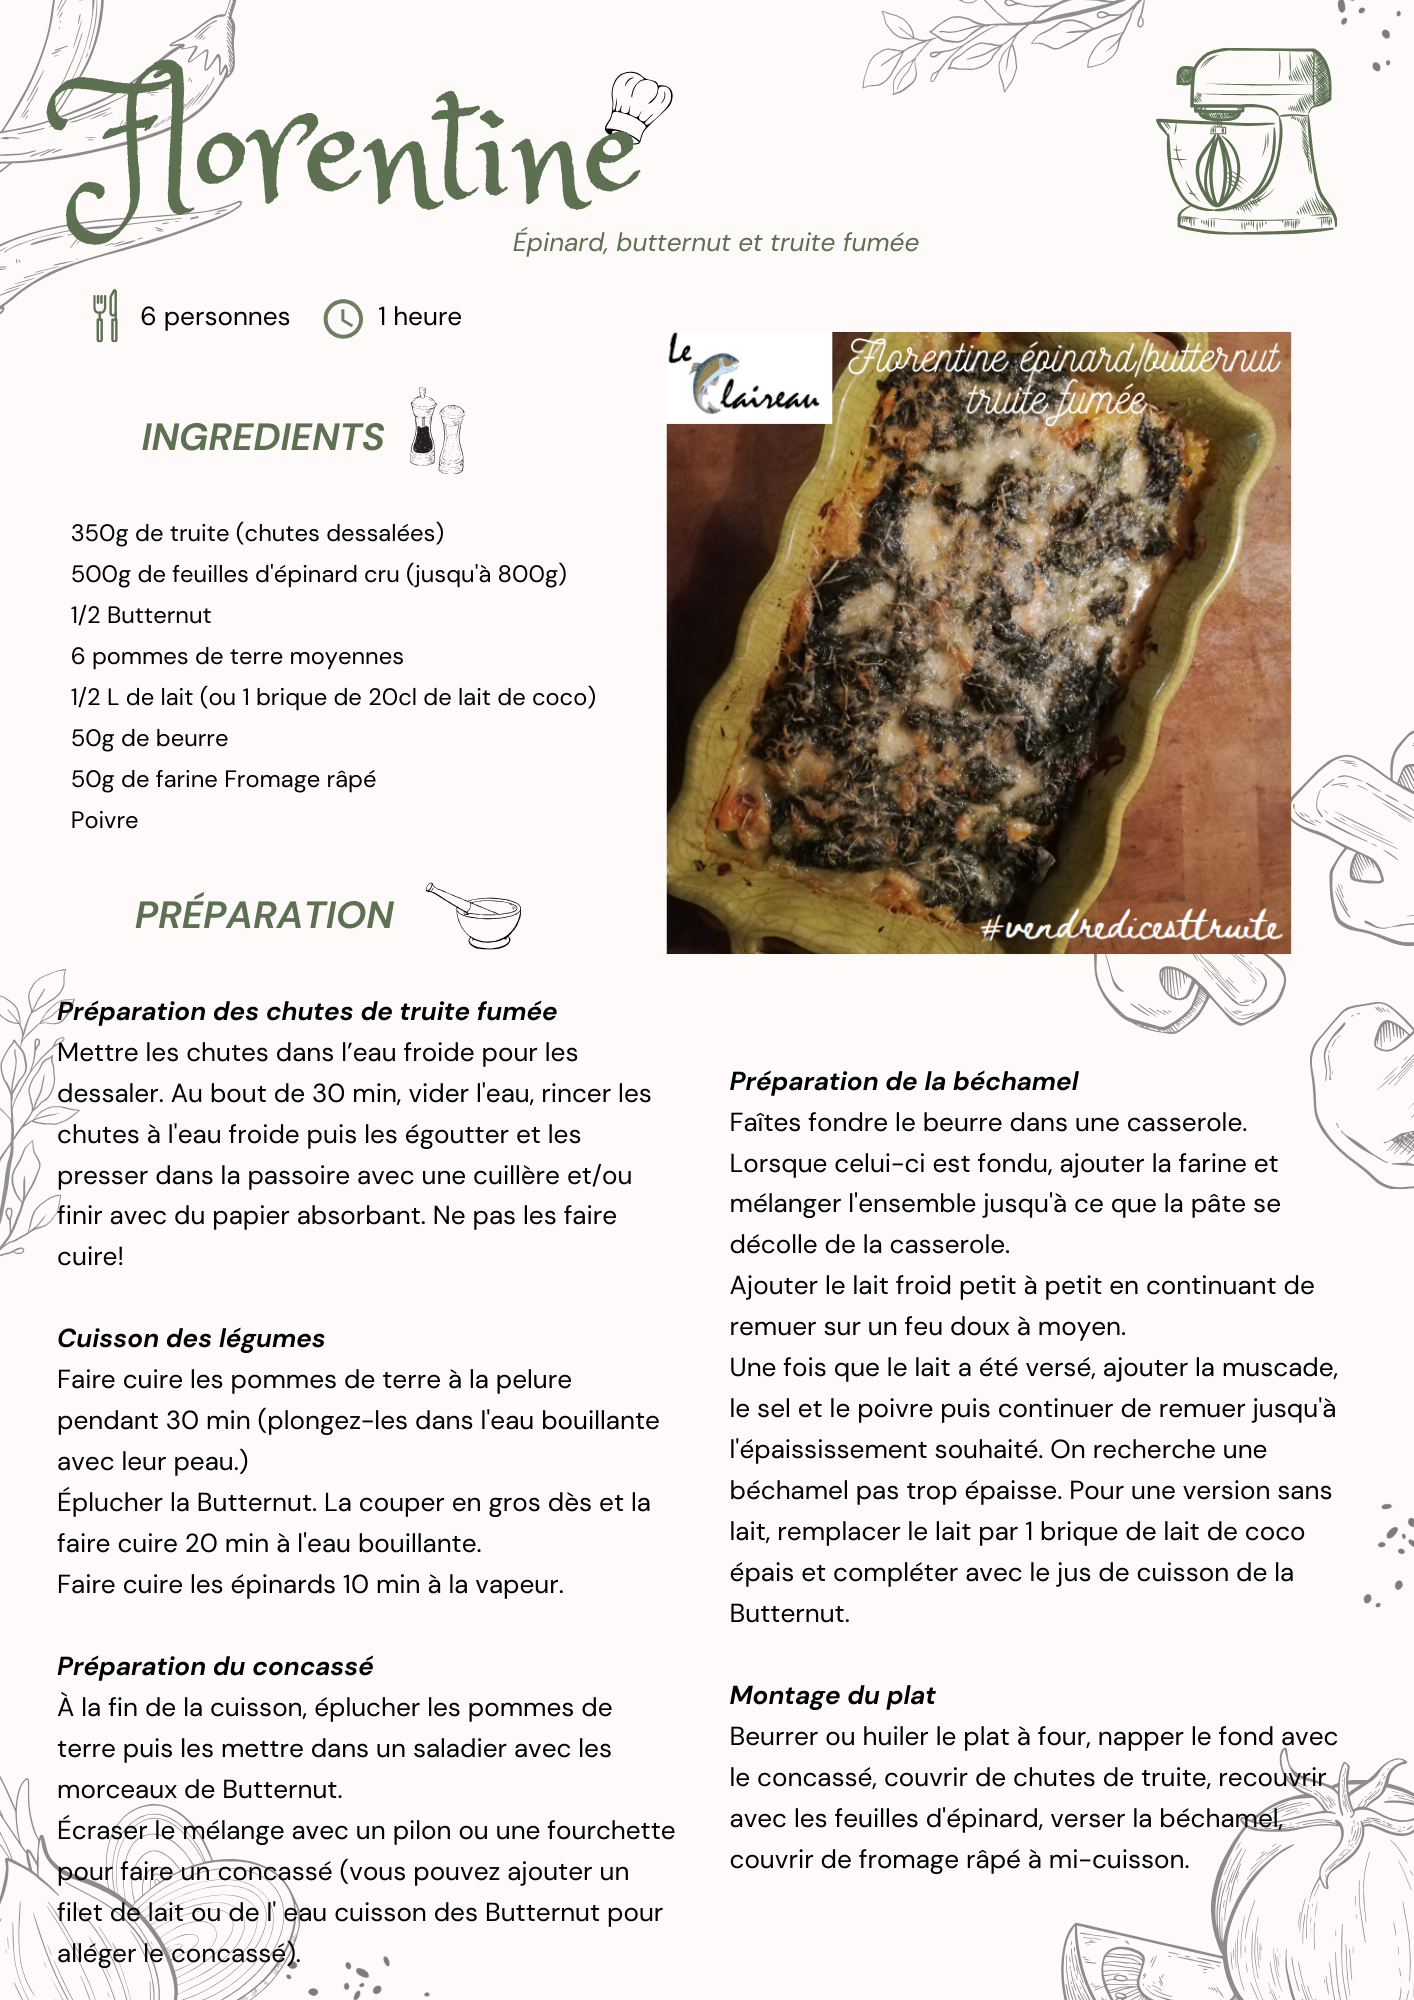 Florentine
Épinard, butternut et truite fumée
6 personnes
1 heure
INGREDIENTS
350g de truite (chutes dessalées)
500g de feuilles d'épinard cru (jusqu'à 800g)
1/2 Butternut
6 pommes de terre moyennes
1/2 L de lait (ou 1 brique de 20cl de lait de coco)
50g de beurre
50g de farine Fromage râpé
Poivre
Le
Claireau
Florentine épinard/butternut
truite fumée
#vendredicesttruite
PRÉPARATION
Préparation des chutes de truite fumée
Mettre les chutes dans l’eau froide pour les
dessaler. Au bout de 30 min, vider l'eau, rincer les
chutes à l'eau froide puis les égoutter et les
presser dans la passoire avec une cuillère et/ou
finir avec du papier absorbant. Ne pas les faire
cuire!
Cuisson des légumes
Faire cuire les pommes de terre à la pelure
pendant 30 min (plongez-les dans l'eau bouillante
avec leur peau.)
Éplucher la Butternut. La couper en gros dès et la
faire cuire 20 min à l'eau bouillante.
Faire cuire les épinards 10 min à la vapeur.
Préparation du concassé
À la fin de la cuisson, éplucher les pommes de
terre puis les mettre dans un saladier avec les
morceaux de Butternut.
Écraser le mélange avec un pilon ou une fourchette
pour faire un concassé (vous pouvez ajouter un
filet de lait ou de l' eau cuisson des Butternut pour
alléger le concassé).
Préparation de la béchamel
Faîtes fondre le beurre dans une casserole.
Lorsque celui-ci est fondu, ajouter la farine et
mélanger l'ensemble jusqu'à ce que la pâte se
décolle de la casserole.
Ajouter le lait froid petit à petit en continuant de
remuer sur un feu doux à moyen.
Une fois que le lait a été versé, ajouter la muscade,
le sel et le poivre puis continuer de remuer jusqu'à
l'épaississement souhaité. On recherche une
béchamel pas trop épaisse. Pour une version sans
lait, remplacer le lait par 1 brique de lait de coco
épais et compléter avec le jus de cuisson de la
Butternut.
Montage du plat
Beurrer ou huiler le plat à four, napper le fond avec
le concassé, couvrir de chutes de truite, recouvrir
avec les feuilles d'épinard, verser la béchamel,
couvrir de fromage râpé à mi-cuisson.